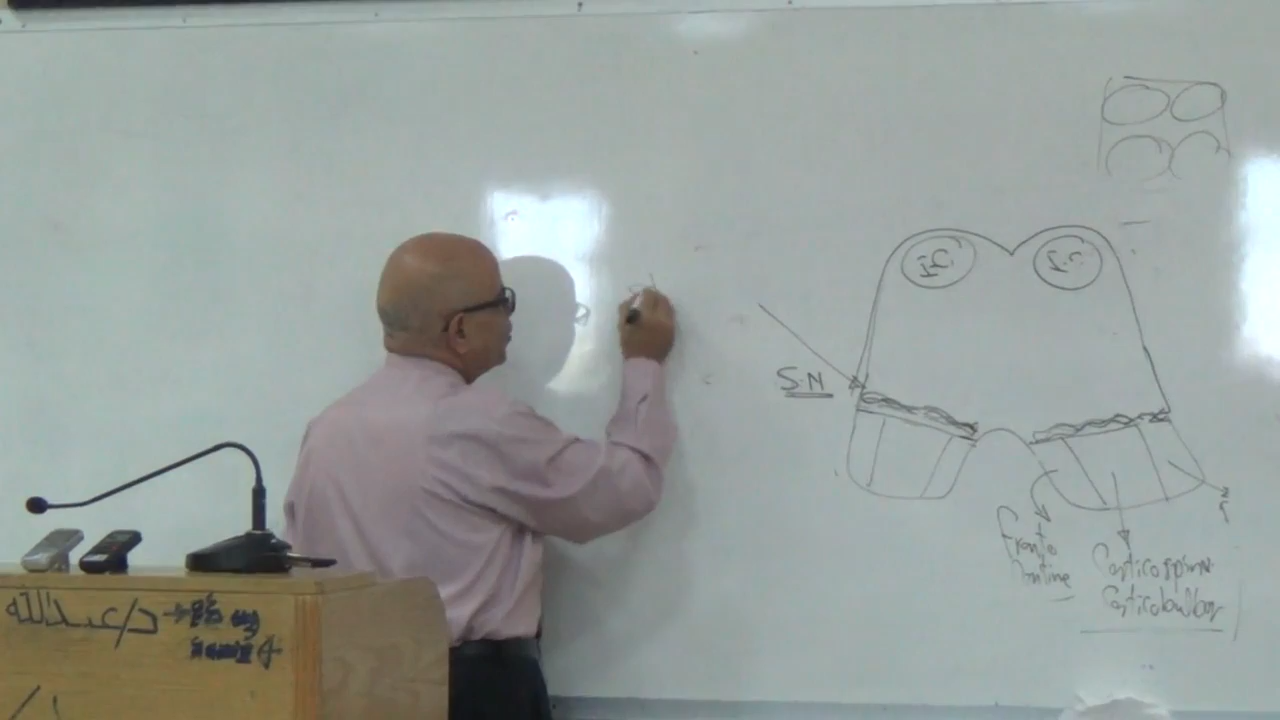 I.C.
I.C.
S.N
Fronto
Pontine
Corticospinal
Corticobulbar
د/عبدالله